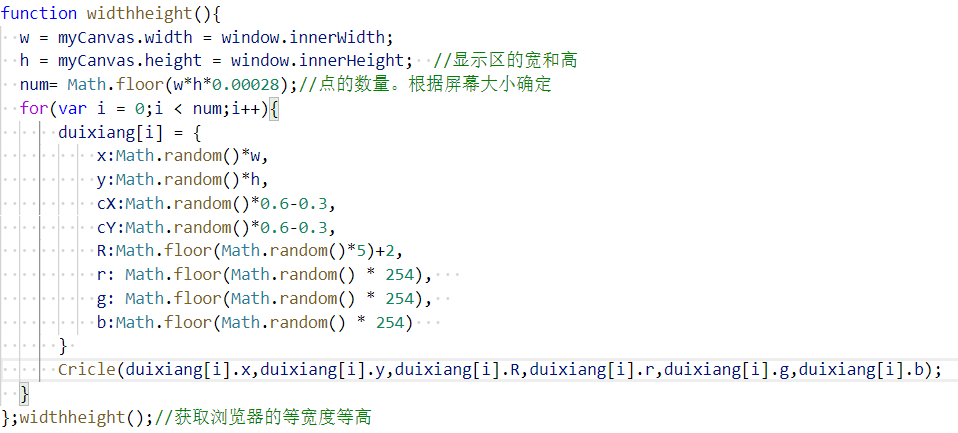 function widthheight(){
w = myCanvas.width = window.innerWidth;
h = myCanvas.height = window.innerHeight; //显示区的宽和高
num= Math.floor(w*h*0.00028);//点的数量。根据屏幕大小确定
for(var i = 0;i < num;i++){
duixiang[i] = {
x:Math.random()*w,
y:Math.random()*h,
cX:Math.random()*0.6-0.3,
cY:Math.random()*0.6-0.3,
R:Math.floor(Math.random()*5)+2,
r: Math.floor(Math.random() * 254),
g: Math.floor(Math.random() * 254),
b:Math.floor(Math.random() * 254)
}
Cricle(duixiang[i].x,duixiang[i].y,duixiang[i].R,duixiang[i].r,duixiang[i].g,duixiang[i].b);
}
};widthheight();//获取浏览器的等宽度等高